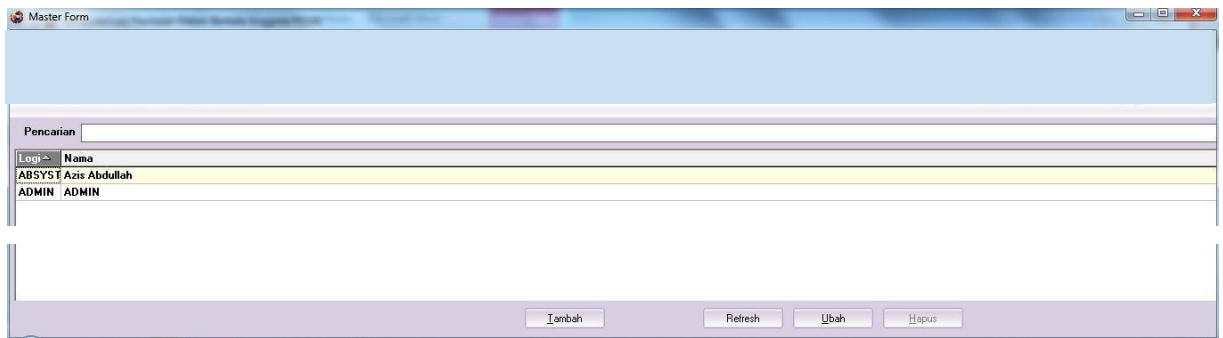 Master Form
Pencarian
Logi Nama
ABSYST Azis Abdullah
ADMIN ADMIN
Tambah Refresh Ubah Hapus